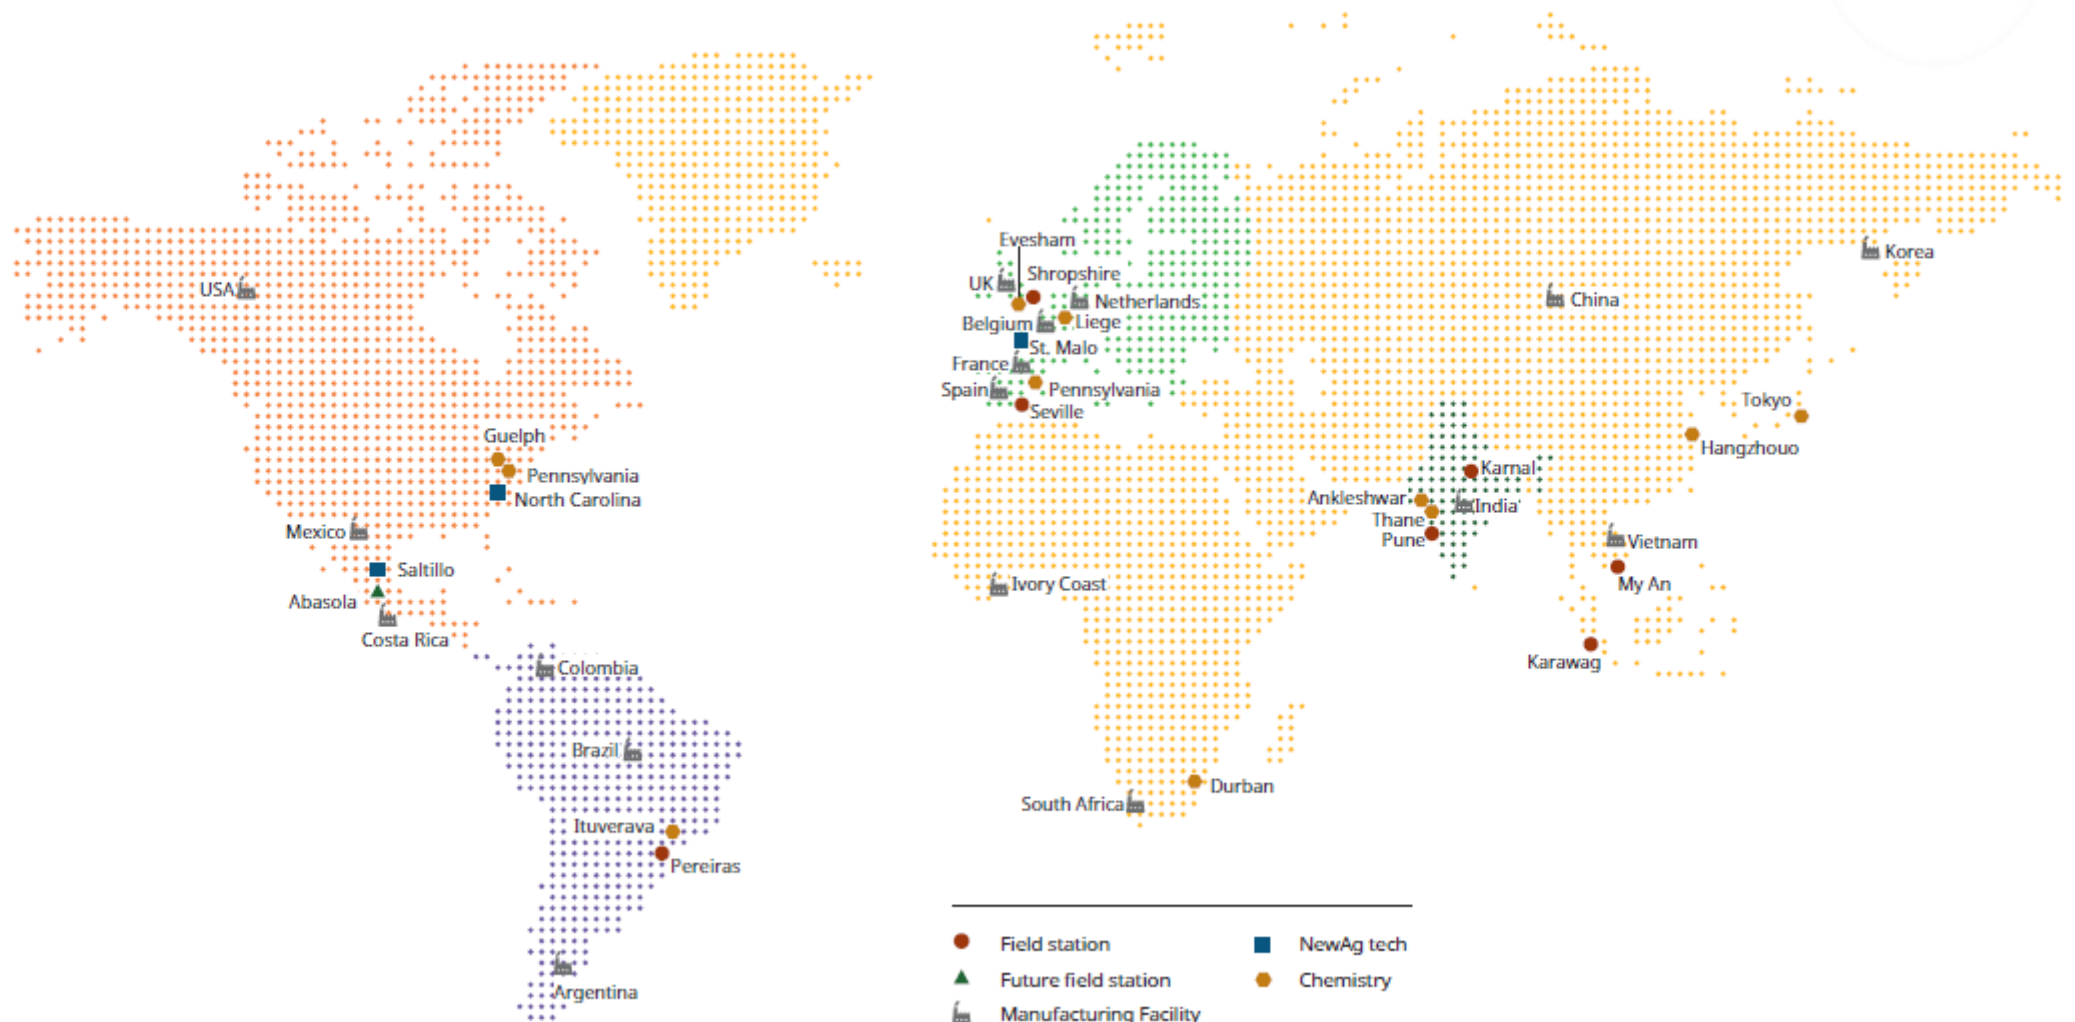 USA
Guelph
Pennsylvania
North Carolina
Mexico
Saltillo
Abasola
Costa Rica
Colombia
Brazil
Ituverava
Pereiras
Argentina
Evesham
Shropshire
UK
Netherlands
Belgium
Liege
St. Malo
France
Spain
Pennsylvania
Seville
Ivory Coast
South Africa
Durban
Korea
China
Tokyo
Hangzhouo
Karnal
Ankleshwar
India
Thane
Pune
Vietnam
My An
Karawag
Field station
NewAg tech
Future field station
Chemistry
Manufacturing Facility